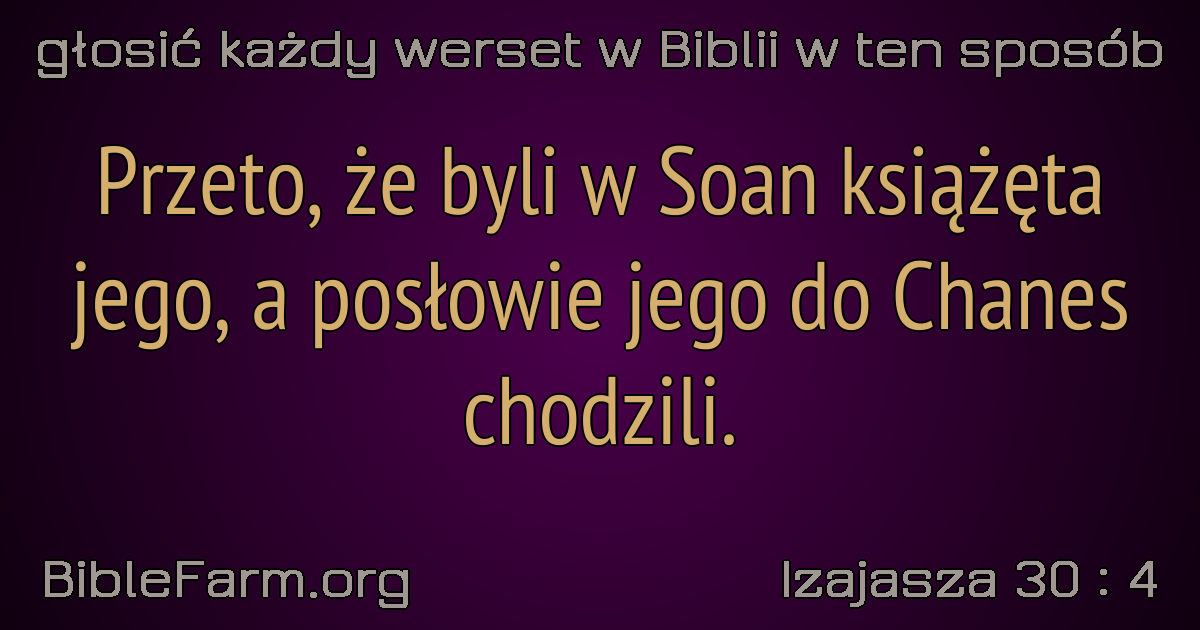 głosić każdy werset w Biblii w ten sposób
Przeto, że byli w Soan książęta
jego, a posłowie jego do Chanes
chodzili.
BibleFarm.org
Izajasza 30 : 4